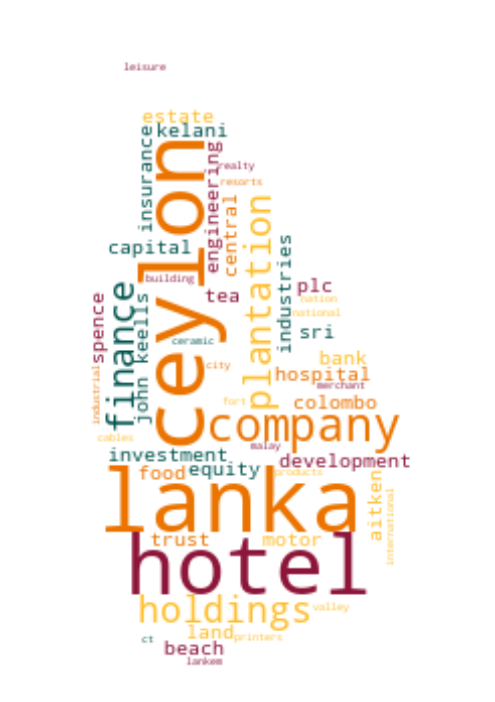 leisure
estate
kelani
insurance
ceylon
engineering
realty
resorts
central
plantation
capital
industries
building
finance
tea
plc
nation
spence
john keells
national
sri
ceramic
bank
city
hospital
merchant
industrial
fort
colombo
company
cables
malay
investment
development
food
equity
products
lanka
aitken
international
trust
motor
hotel
holdings
valley
land
printers
ct
beach
lankem